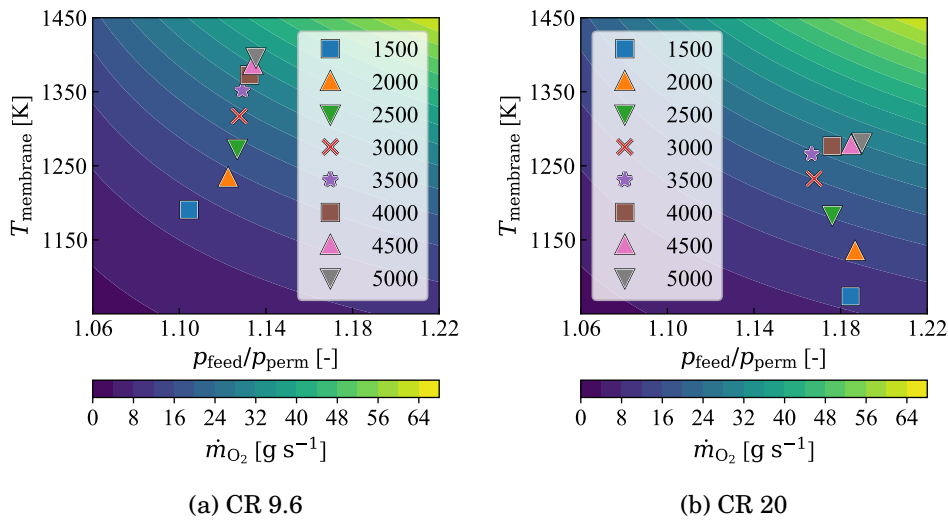 1450
1350
1250
1150
T_membrane [K]
1500
2000
2500
3000
3500
4000
4500
5000
1.06 1.10 1.14 1.18 1.22
p_feed/p_perm [-]
0 8 16 24 32 40 48 56 64
ṁ_O₂ [g s⁻¹]
(a) CR 9.6
1450
1350
1250
1150
T_membrane [K]
1500
2000
2500
3000
3500
4000
4500
5000
1.06 1.10 1.14 1.18 1.22
p_feed/p_perm [-]
0 8 16 24 32 40 48 56 64
ṁ_O₂ [g s⁻¹]
(b) CR 20